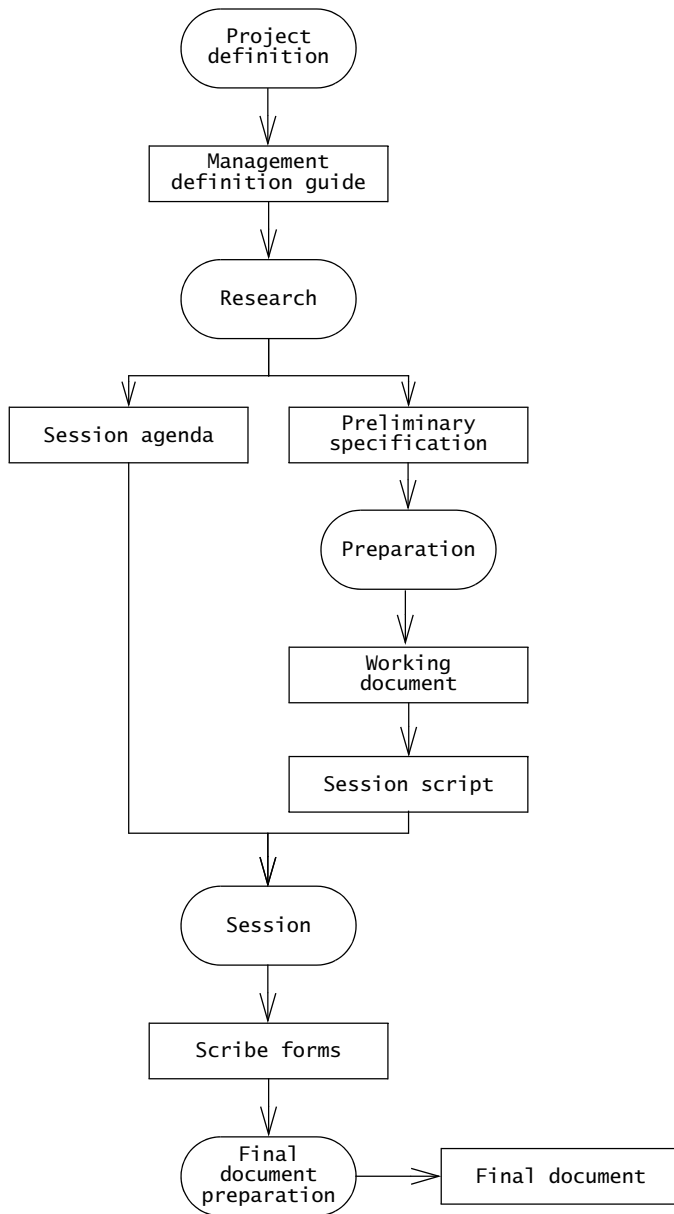 Project
definition
Management
definition guide
Research
Session agenda
Preliminary
specification
Preparation
Working
document
Session script
Session
Scribe forms
Final
document
preparation
Final document